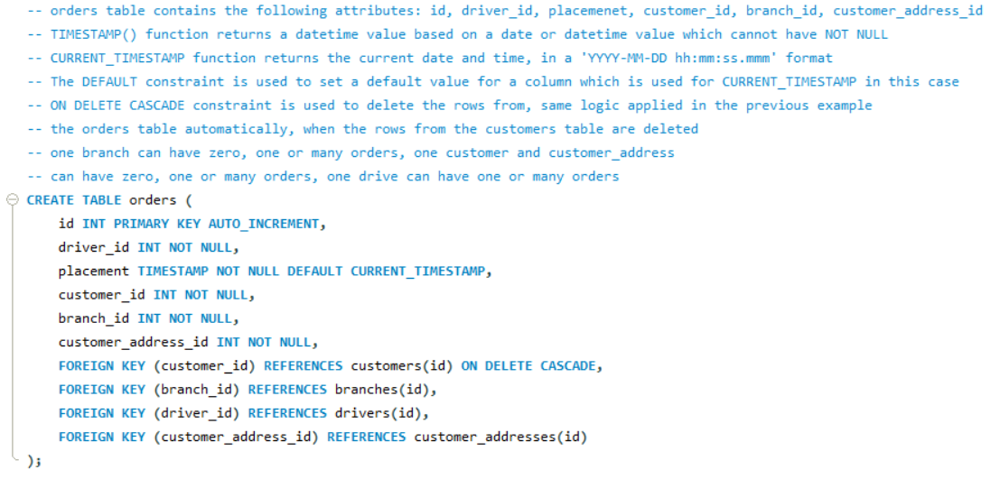 -- orders table contains the following attributes: id, driver_id, placemenet, customer_id, branch_id, customer_address_id
-- TIMESTAMP() function returns a datetime value based on a date or datetime value which cannot have NOT NULL
-- CURRENT_TIMESTAMP function returns the current date and time, in a 'YYYY-MM-DD hh:mm:ss.mmm' format
-- The DEFAULT constraint is used to set a default value for a column which is used for CURRENT_TIMESTAMP in this case
-- ON DELETE CASCADE constraint is used to delete the rows from, same logic applied in the previous example
-- the orders table automatically, when the rows from the customers table are deleted
-- one branch can have zero, one or many orders, one customer and customer_address
-- can have zero, one or many orders, one drive can have one or many orders
CREATE TABLE orders (
id INT PRIMARY KEY AUTO_INCREMENT,
driver_id INT NOT NULL,
placement TIMESTAMP NOT NULL DEFAULT CURRENT_TIMESTAMP,
customer_id INT NOT NULL,
branch_id INT NOT NULL,
customer_address_id INT NOT NULL,
FOREIGN KEY (customer_id) REFERENCES customers(id) ON DELETE CASCADE,
FOREIGN KEY (branch_id) REFERENCES branches(id),
FOREIGN KEY (driver_id) REFERENCES drivers(id),
FOREIGN KEY (customer_address_id) REFERENCES customer_addresses(id)
);